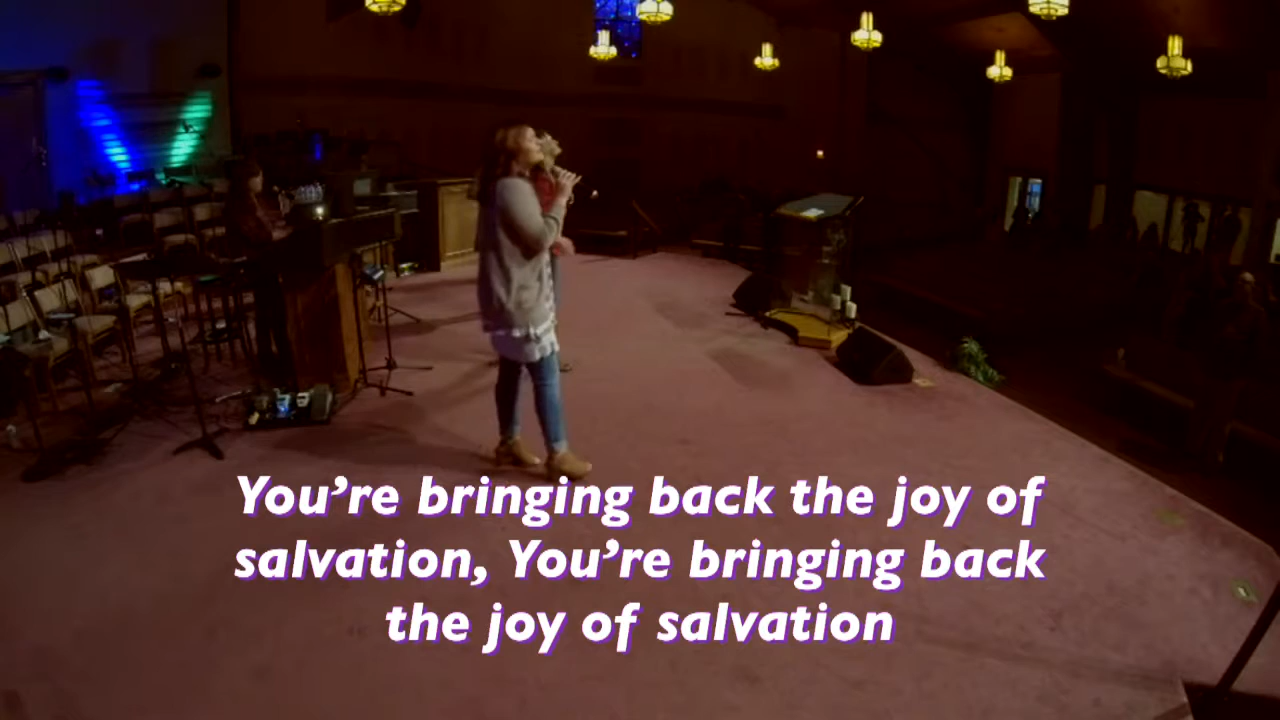 You’re bringing back the joy of
salvation, You’re bringing back
the joy of salvation